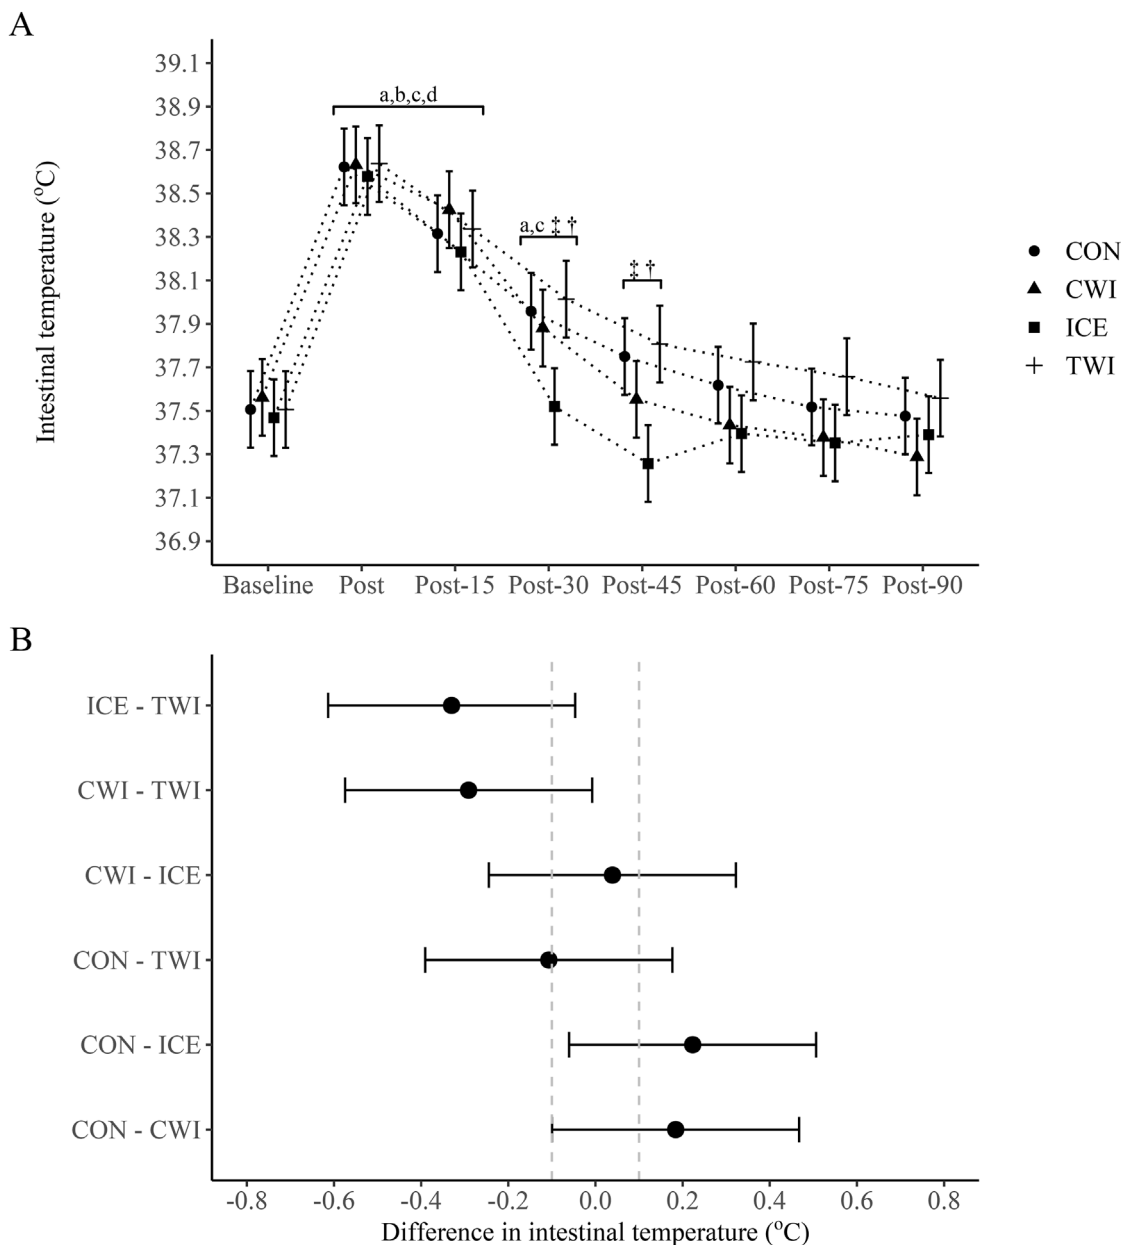 A
Intestinal temperature (°C)
39.1
38.9
38.7
38.5
38.3
38.1
37.9
37.7
37.5
37.3
37.1
36.9
a,b,c,d
a,c ‡ †
‡ †
Baseline Post Post-15 Post-30 Post-45 Post-60 Post-75 Post-90
CON
CWI
ICE
TWI
B
ICE - TWI
CWI - TWI
CWI - ICE
CON - TWI
CON - ICE
CON - CWI
-0.8 -0.6 -0.4 -0.2 0.0 0.2 0.4 0.6 0.8
Difference in intestinal temperature (°C)